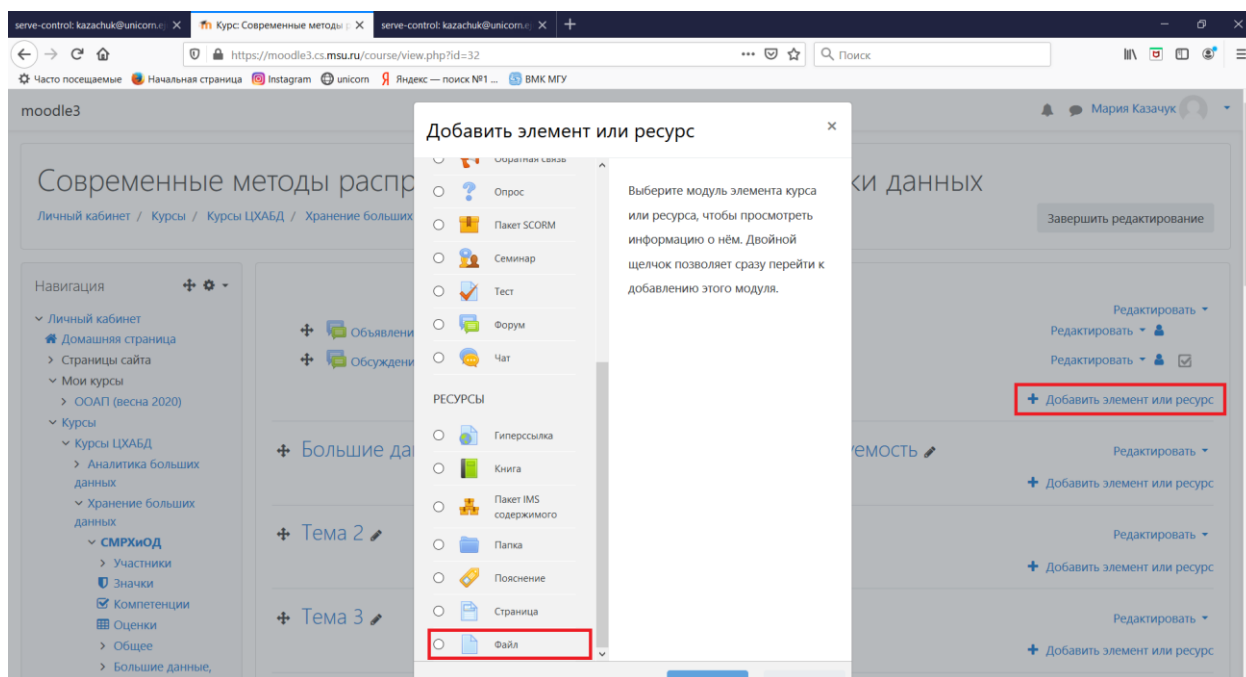 serve-control: kazachuk@unicorn.ej
Курс: Современные методы р
serve-control: kazachuk@unicorn.ej
https://moodle3.cs.msu.ru/course/view.php?id=32
Поиск
Часто посещаемые
Начальная страница
Instagram
unicorn
Яндекс — поиск №1 ...
ВМК МГУ
moodle3
Мария Казачук
Современные методы распр
ки данных
Личный кабинет / Курсы / Курсы ЦХАБД / Хранение больших
Завершить редактирование
Навигация
Личный кабинет
Домашняя страница
Страницы сайта
Мои курсы
ООАП (весна 2020)
Курсы
Курсы ЦХАБД
Аналитика больших
данных
Хранение больших
данных
СМРХиОД
Участники
Значки
Компетенции
Оценки
Общее
Большие данные,
Объявлени
Обсуждени
Большие да
уемость
Тема 2
Тема 3
Добавить элемент или ресурс
×
Обратная связь
Опрос
Пакет SCORM
Семинар
Тест
Форум
Чат
РЕСУРСЫ
Гиперссылка
Книга
Пакет IMS
содержимого
Папка
Пояснение
Страница
Файл
Выберите модуль элемента курса
или ресурса, чтобы просмотреть
информацию о нём. Двойной
щелчок позволяет сразу перейти к
добавлению этого модуля.
Редактировать
Редактировать
Редактировать
Добавить элемент или ресурс
Редактировать
Добавить элемент или ресурс
Редактировать
Добавить элемент или ресурс
Редактировать
Добавить элемент или ресурс